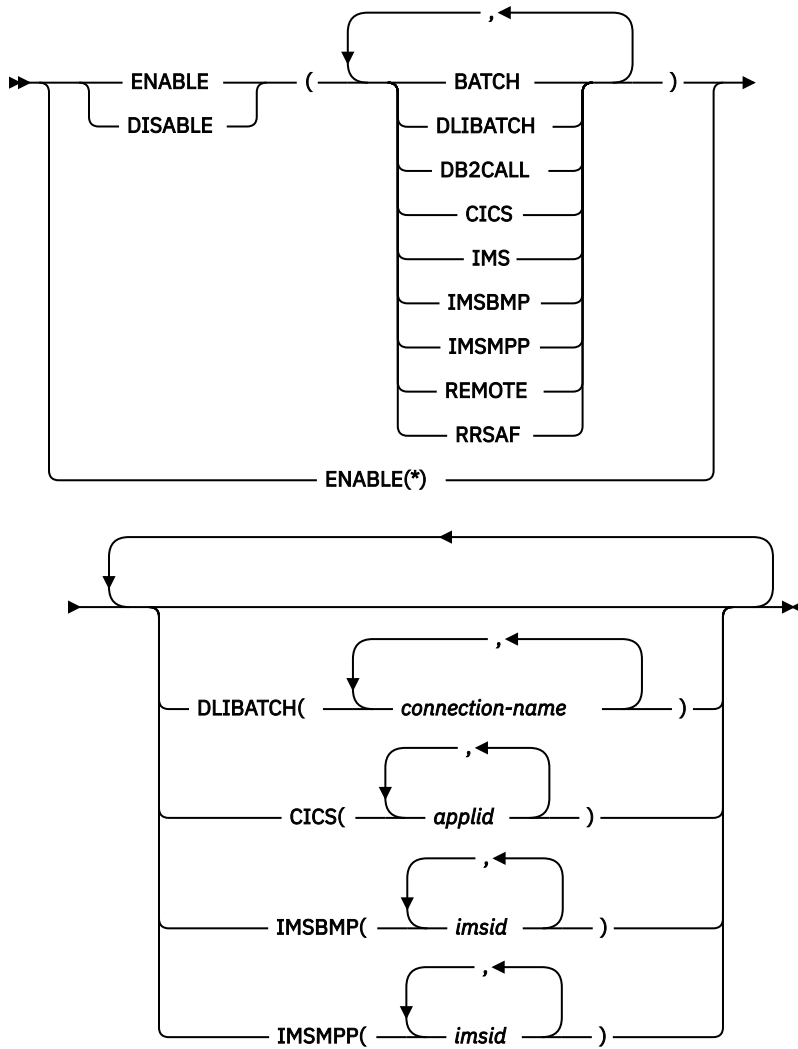 ,
ENABLE ( BATCH )
DISABLE DLIBATCH
DB2CALL
CICS
IMS
IMSBMP
IMSMPP
REMOTE
RRSAF
ENABLE(*)
,
DLIBATCH( connection-name )
,
CICS( applid )
,
IMSBMP( imsid )
,
IMSMPP( imsid )